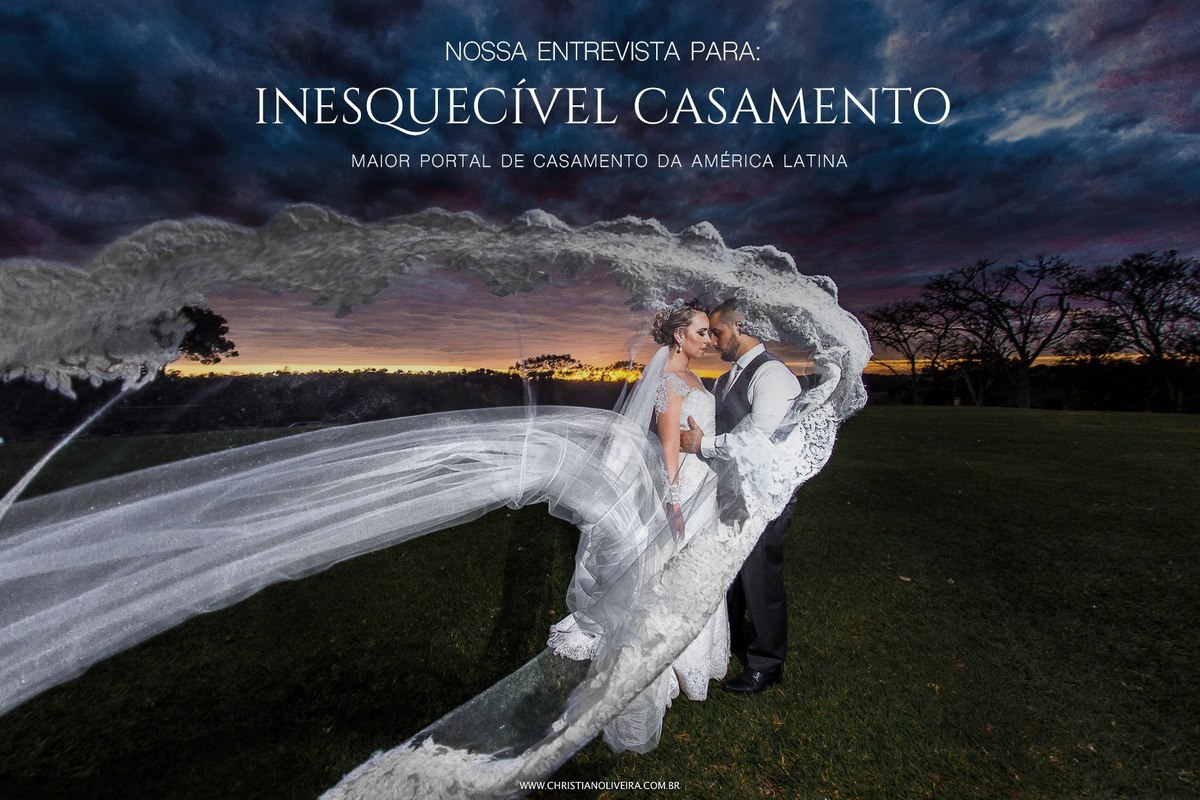 NOSSA ENTREVISTA PARA:
INESQUECÍVEL CASAMENTO
MAIOR PORTAL DE CASAMENTO DA AMÉRICA LATINA
WWW.CHRISTIANOLIVEIRA.COM.BR